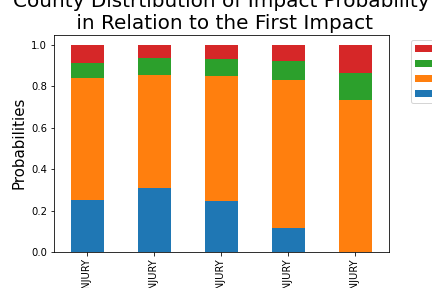 County Distrtibution of Impact Probability
in Relation to the First Impact
Probabilities
1.0
0.8
0.6
0.4
0.2
0.0
NJURY
NJURY
NJURY
NJURY
NJURY